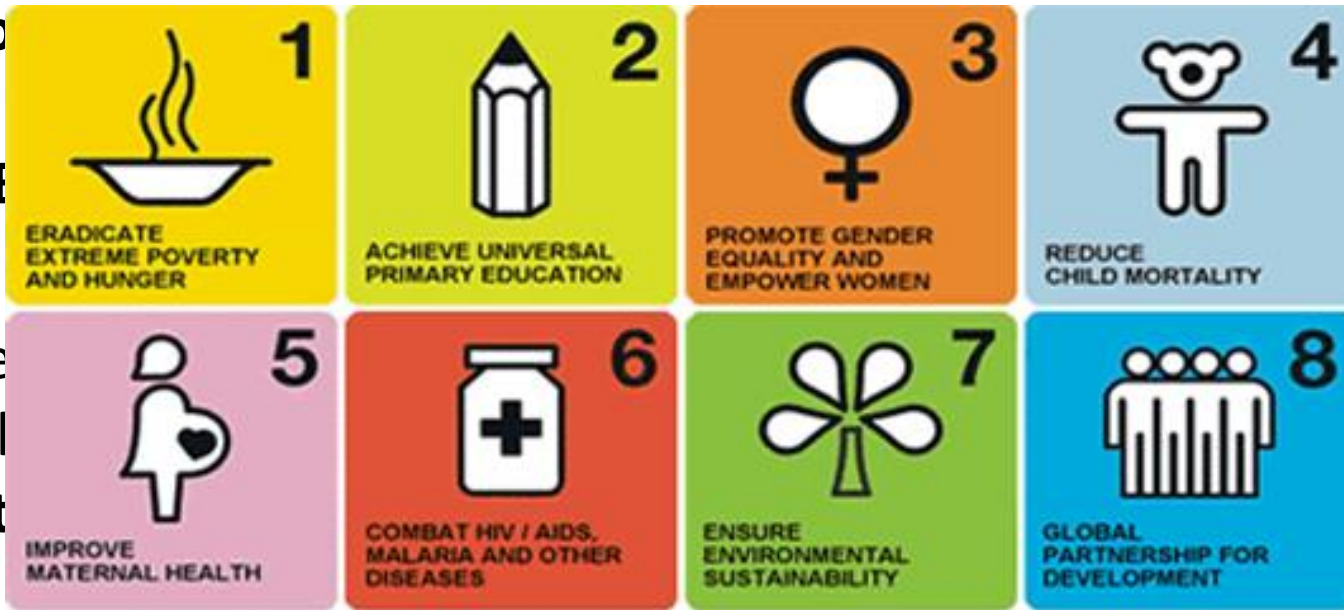 1
ERADICATE
EXTREME POVERTY
AND HUNGER
2
ACHIEVE UNIVERSAL
PRIMARY EDUCATION
3
PROMOTE GENDER
EQUALITY AND
EMPOWER WOMEN
4
REDUCE
CHILD MORTALITY
5
IMPROVE
MATERNAL HEALTH
6
COMBAT HIV / AIDS,
MALARIA AND OTHER
DISEASES
7
ENSURE
ENVIRONMENTAL
SUSTAINABILITY
8
GLOBAL
PARTNERSHIP FOR
DEVELOPMENT